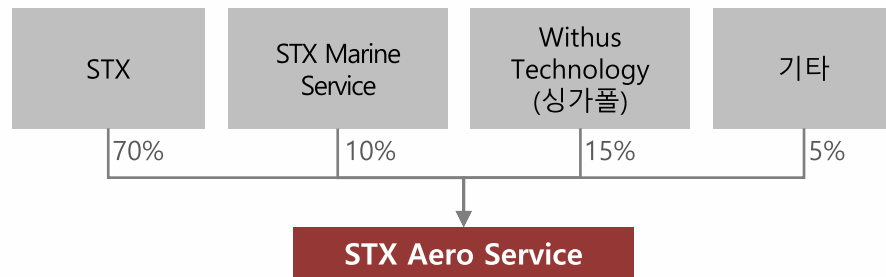 STX
STX Marine
Service
Withus
Technology
(싱가폴)
기타
70%
10%
15%
5%
STX Aero Service